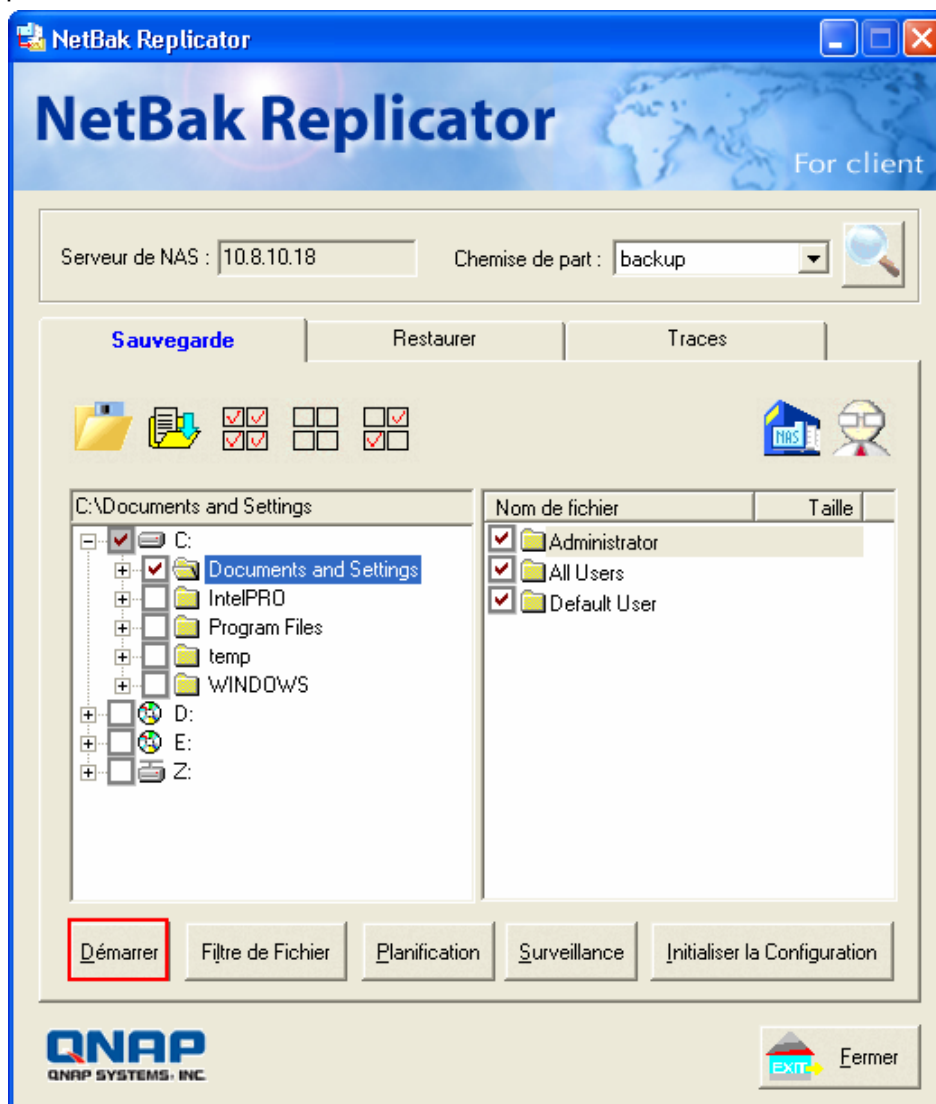 NetBak Replicator
NetBak Replicator
For client
Serveur de NAS : 10.8.10.18 Chemise de part : backup
Sauvegarde Restaurer Traces
NAS
C:\Documents and Settings
C:
Documents and Settings
IntelPRO
Program Files
temp
WINDOWS
D:
E:
Z:
Nom de fichier Taille
Administrator
All Users
Default User
Démarrer Filtre de Fichier Planification Surveillance Initialiser la Configuration
QNAP
QNAP SYSTEMS, INC
EXIT Fermer